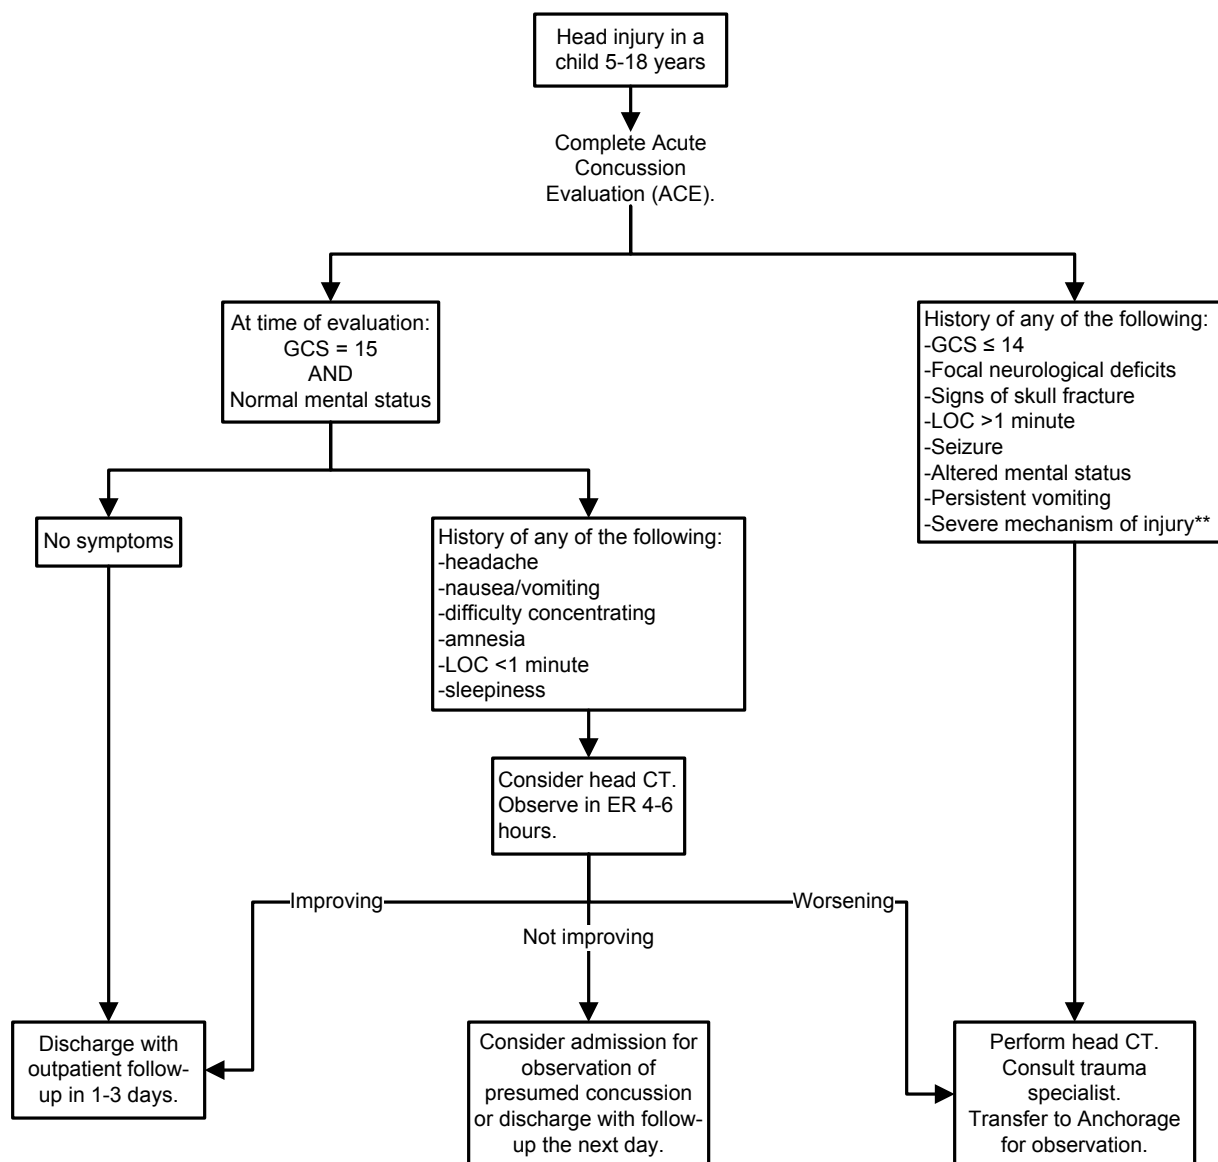 Head injury in a
child 5-18 years
Complete Acute
Concussion
Evaluation (ACE).
At time of evaluation:
GCS = 15
AND
Normal mental status
History of any of the following:
-GCS ≤ 14
-Focal neurological deficits
-Signs of skull fracture
-LOC >1 minute
-Seizure
-Altered mental status
-Persistent vomiting
-Severe mechanism of injury**
No symptoms
History of any of the following:
-headache
-nausea/vomiting
-difficulty concentrating
-amnesia
-LOC <1 minute
-sleepiness
Consider head CT.
Observe in ER 4-6
hours.
Improving
Not improving
Worsening
Discharge with
outpatient follow-
up in 1-3 days.
Consider admission for
observation of
presumed concussion
or discharge with follow-
up the next day.
Perform head CT.
Consult trauma
specialist.
Transfer to Anchorage
for observation.